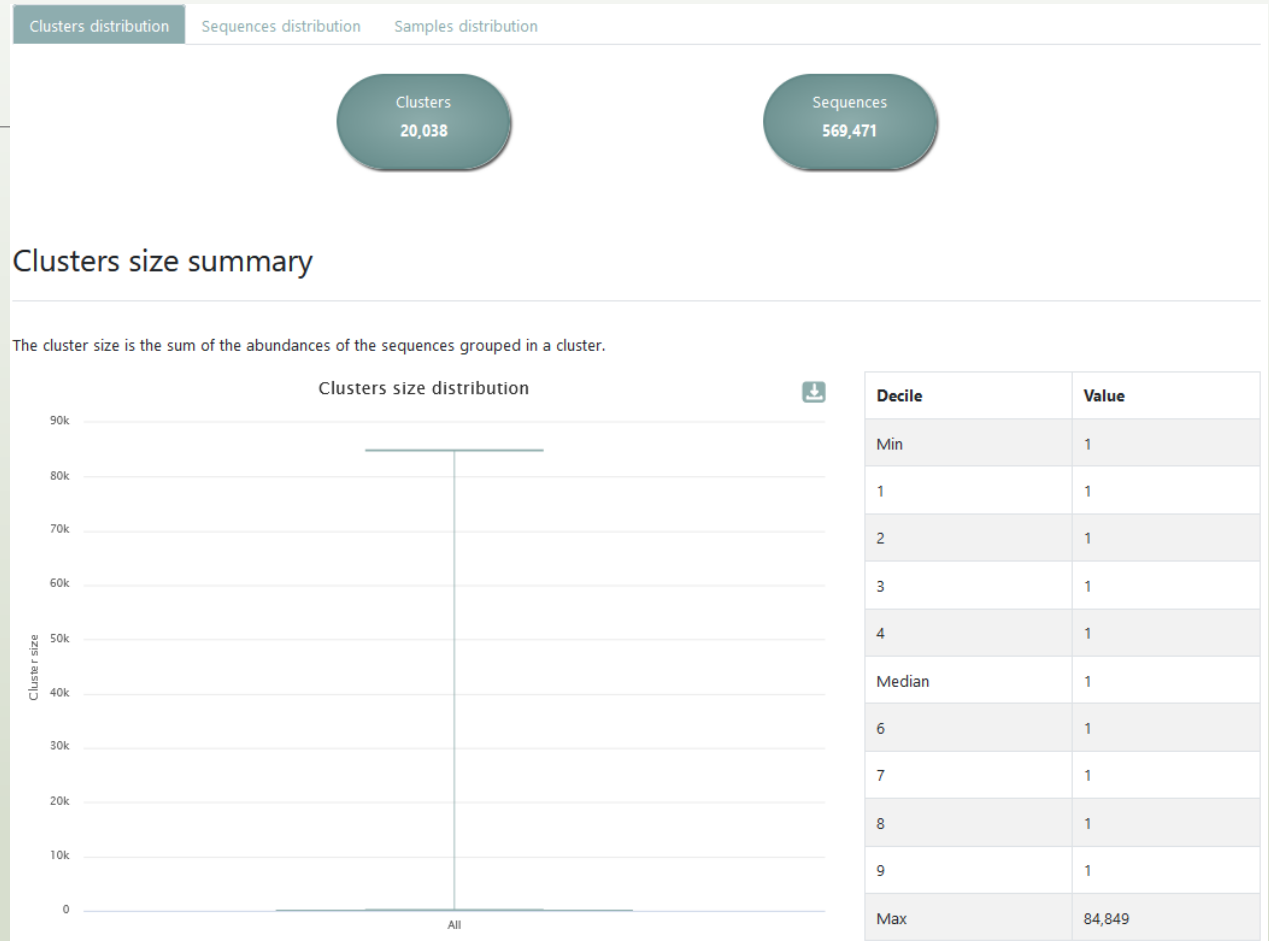 Clusters distribution Sequences distribution Samples distribution
Clusters Sequences
20,038 569,471
Clusters size summary
The cluster size is the sum of the abundances of the sequences grouped in a cluster.
Clusters size distribution
90k
80k
70k
60k
50k
40k
30k
20k
10k
0
Cluster size
All
Decile Value
Min 1
1 1
2 1
3 1
4 1
Median 1
6 1
7 1
8 1
9 1
Max 84,849